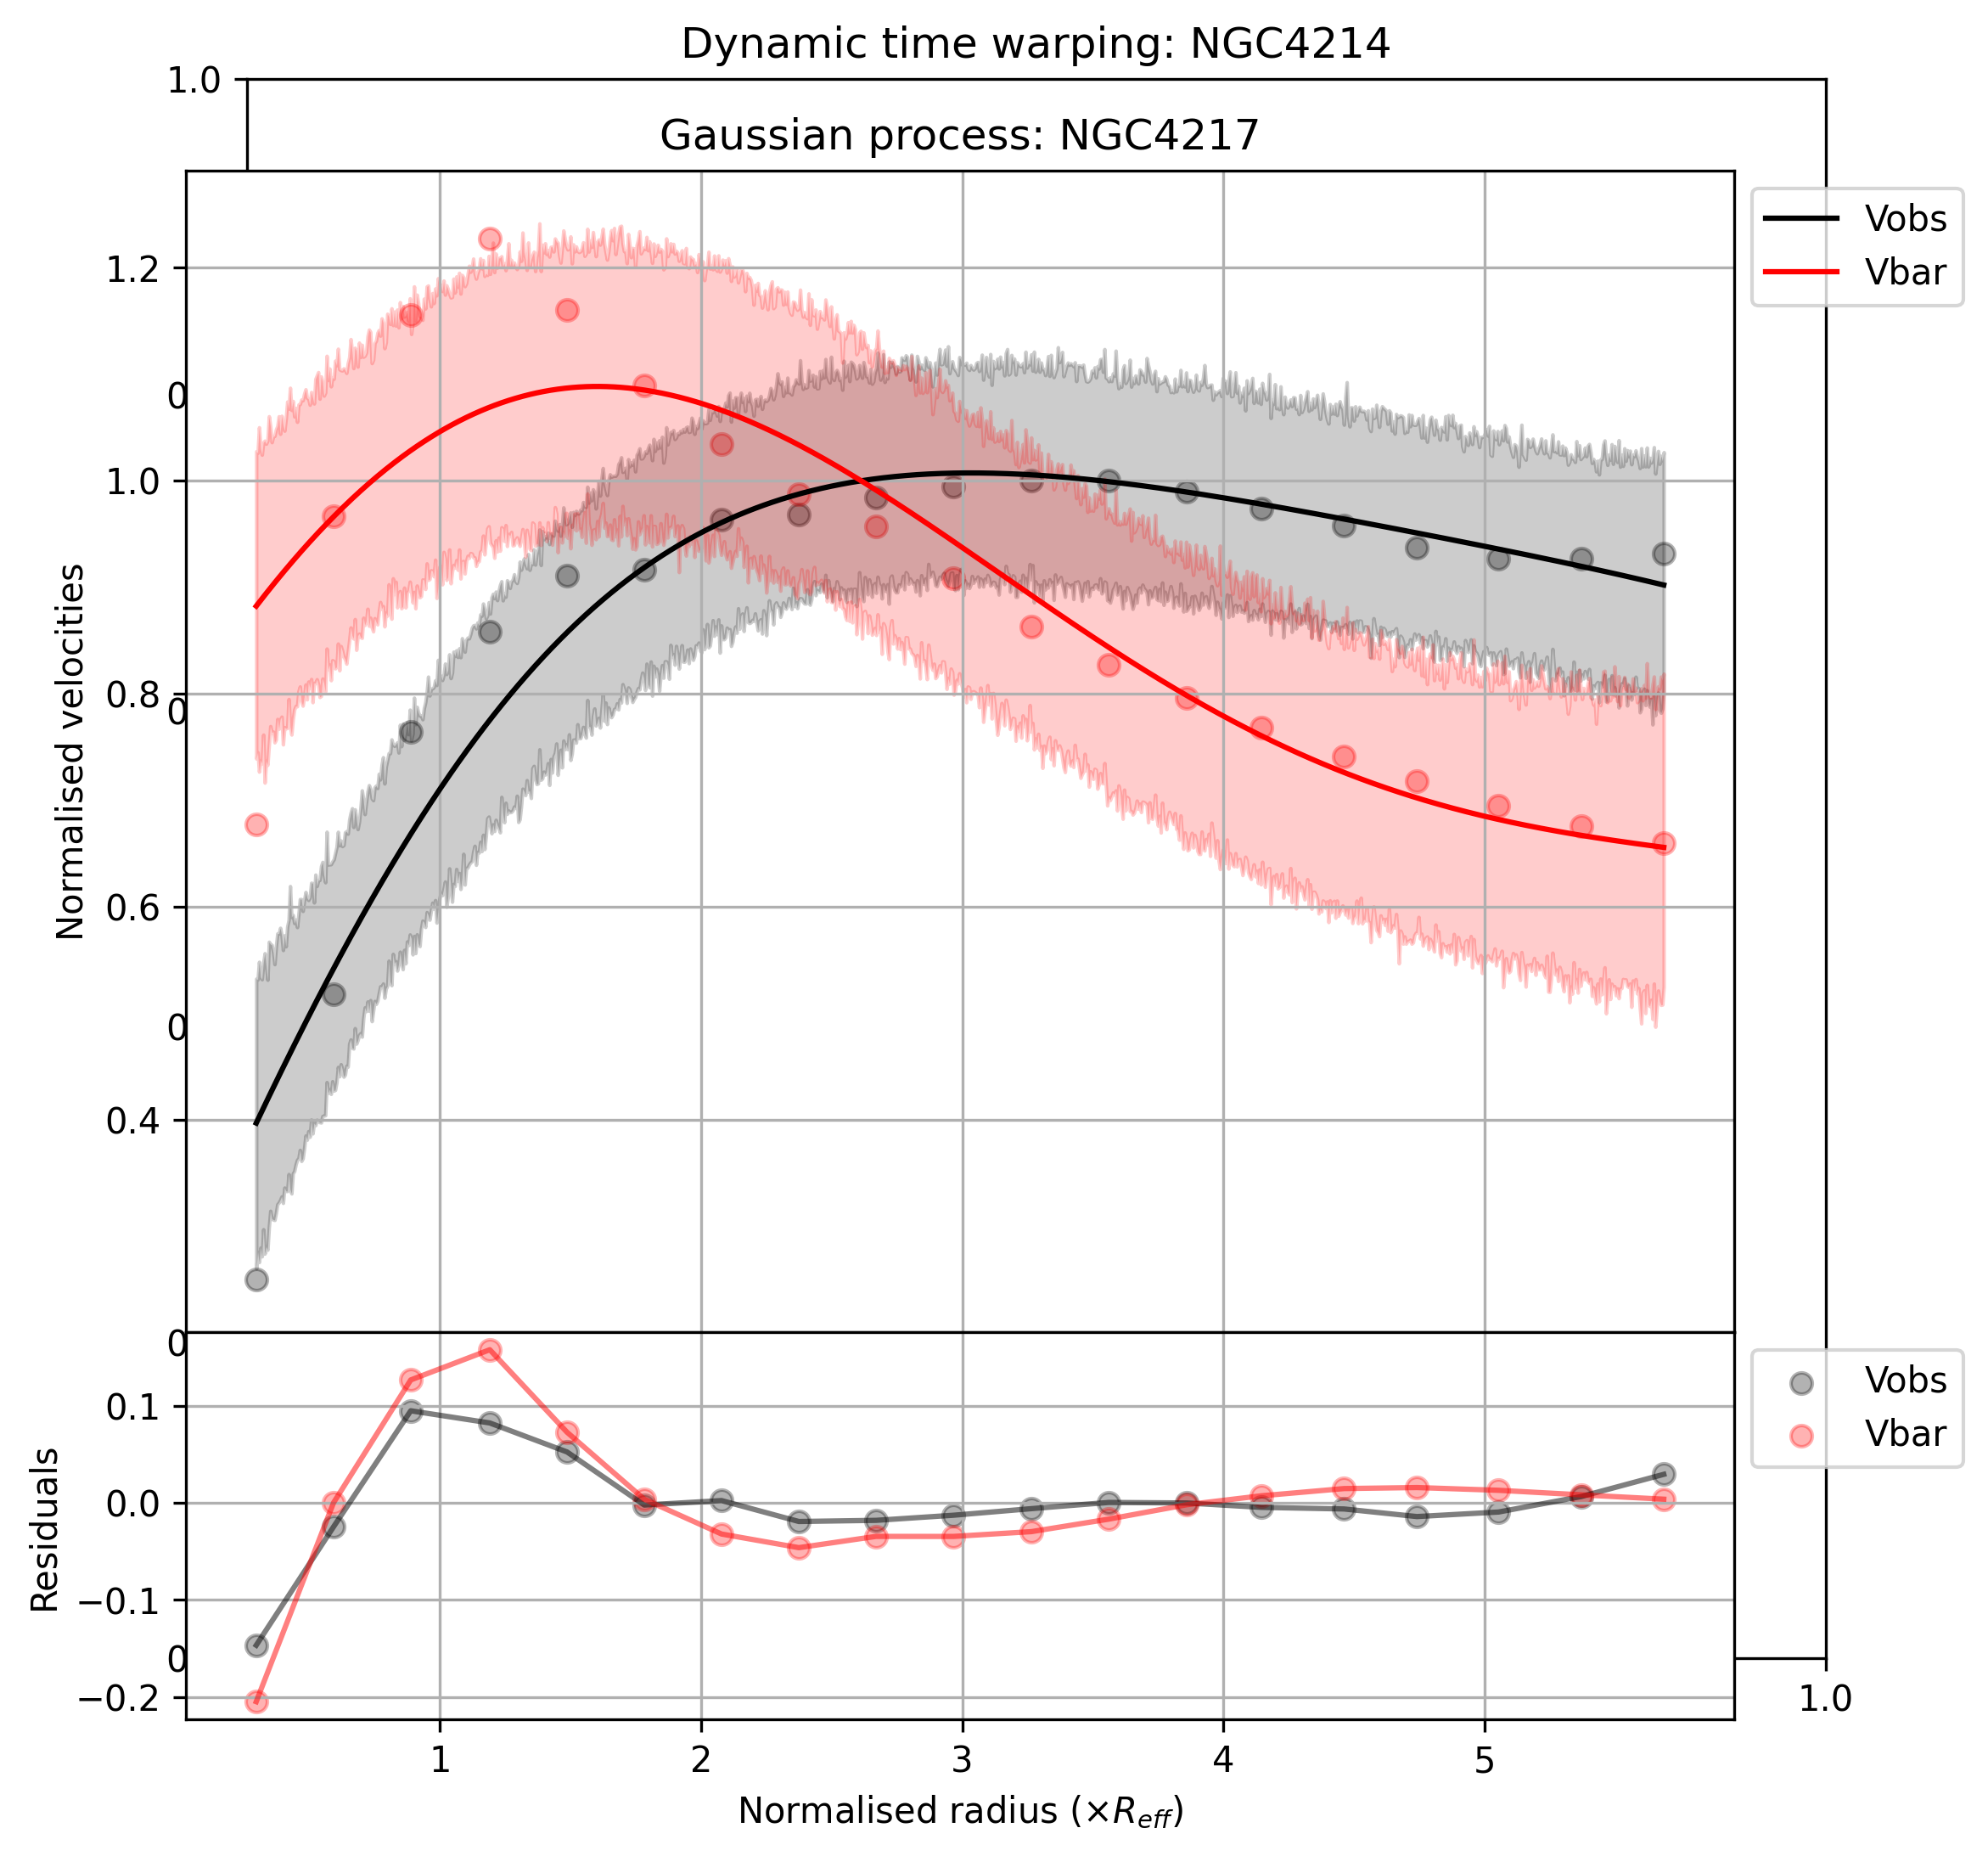 Dynamic time warping: NGC4214
1.0
Gaussian process: NGC4217
Vobs
Vbar
1.2
0
1.0
0.8
0
0.6
0
0.4
Normalised velocities
0
Vobs
Vbar
0.1
0.0
−0.1
0
−0.2
Residuals
1.0
1 2 3 4 5
Normalised radius (×R_eff)